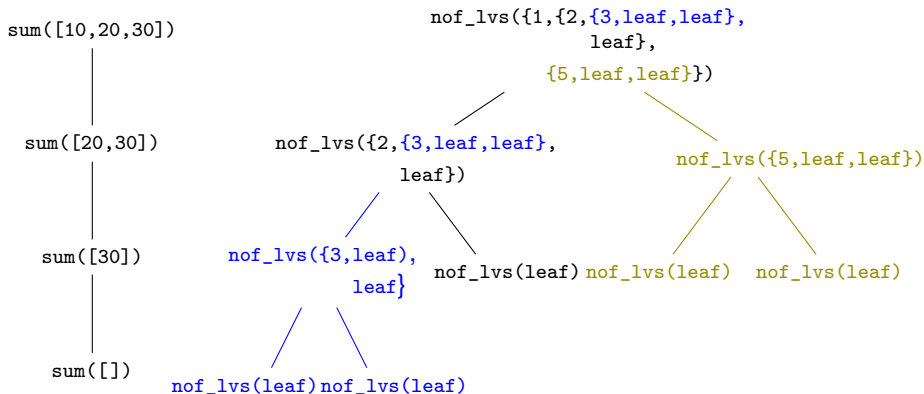 sum([10,20,30])
sum([20,30])
sum([30])
sum([])
nof_lvs({1,{2,{3,leaf,leaf},
leaf},
{5,leaf,leaf}})
nof_lvs({2,{3,leaf,leaf},
leaf})
nof_lvs({5,leaf,leaf})
nof_lvs({3,leaf),
leaf}
nof_lvs(leaf)
nof_lvs(leaf)
nof_lvs(leaf)
nof_lvs(leaf)
nof_lvs(leaf)